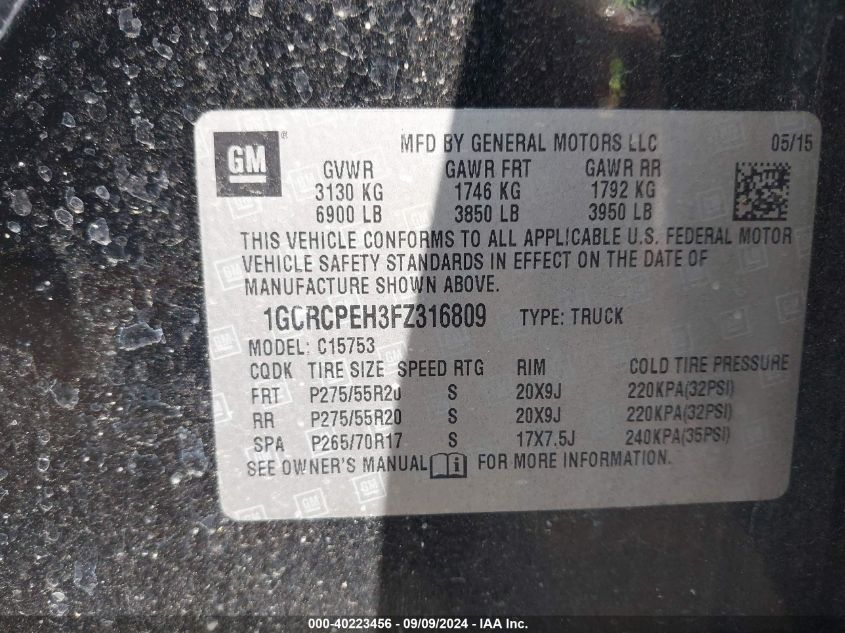 GM ® MFD BY GENERAL MOTORS LLC 05/15
GVWR GAWR FRT GAWR RR
3130 KG 1746 KG 1792 KG
6900 LB 3850 LB 3950 LB
THIS VEHICLE CONFORMS TO ALL APPLICABLE U.S. FEDERAL MOTOR
VEHICLE SAFETY STANDARDS IN EFFECT ON THE DATE OF
MANUFACTURE SHOWN ABOVE.
1GCRCPEH3FZ316809 TYPE: TRUCK
MODEL: C15753
CQDK TIRE SIZE SPEED RTG RIM COLD TIRE PRESSURE
FRT P275/55R20 S 20X9J 220KPA(32PSI)
RR P275/55R20 S 20X9J 220KPA(32PSI)
SPA P265/70R17 S 17X7.5J 240KPA(35PSI)
SEE OWNER'S MANUAL FOR MORE INFORMATION.
000-40223456 - 09/09/2024 - IAA Inc.